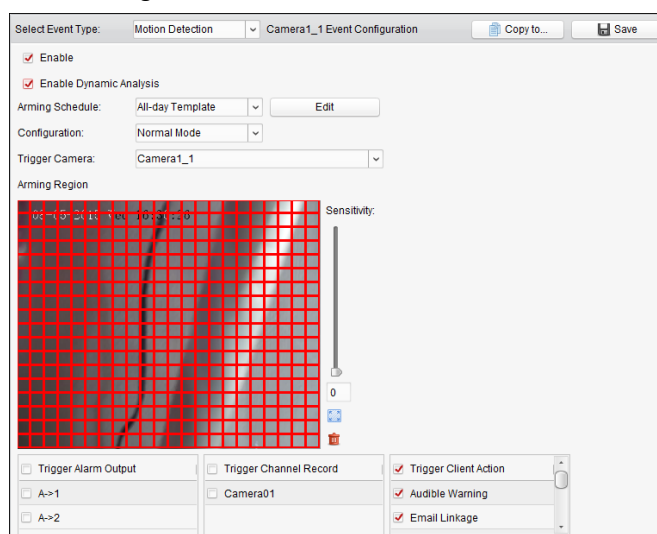 Select Event Type: Motion Detection Camera1_1 Event Configuration Copy to... Save
Enable
Enable Dynamic Analysis
Arming Schedule: All-day Template Edit
Configuration: Normal Mode
Trigger Camera: Camera1_1
Arming Region
Sensitivity:
0
Trigger Alarm Output Trigger Channel Record Trigger Client Action
A->1 Camera01 Audible Warning
A->2 Email Linkage